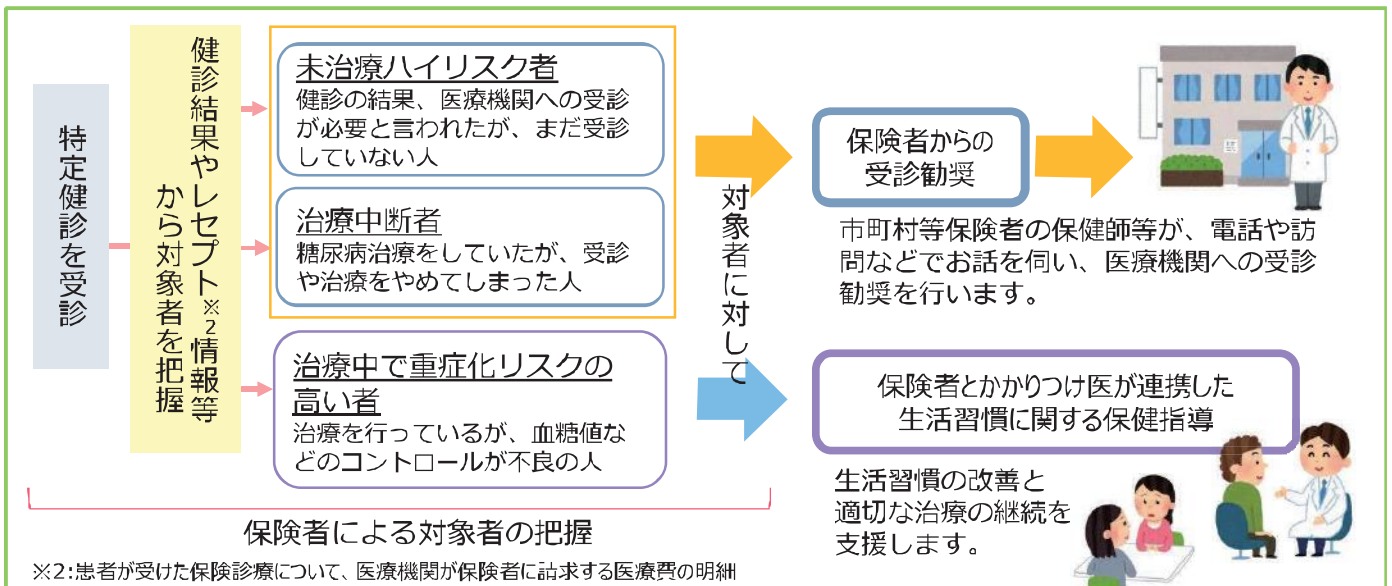 特定健診を受診
健診結果やレセプト※2情報等
から対象者を把握
未治療ハイリスク者
健診の結果、医療機関への受診
が必要と言われたが、まだ受診
していない人
治療中断者
糖尿病治療をしていたが、受診
や治療をやめてしまった人
治療中で重症化リスクの
高い者
治療を行っているが、血糖値な
どのコントロールが不良の人
保険者による対象者の把握
対象者に対して
保険者からの
受診勧奨
市町村等保険者の保健師等が、電話や訪
問などでお話を伺い、医療機関への受診
勧奨を行います。
保険者とかかりつけ医が連携した
生活習慣に関する保健指導
生活習慣の改善と
適切な治療の継続を
支援します。
※2:患者が受けた保険診療について、医療機関が保険者に請求する医療費の明細